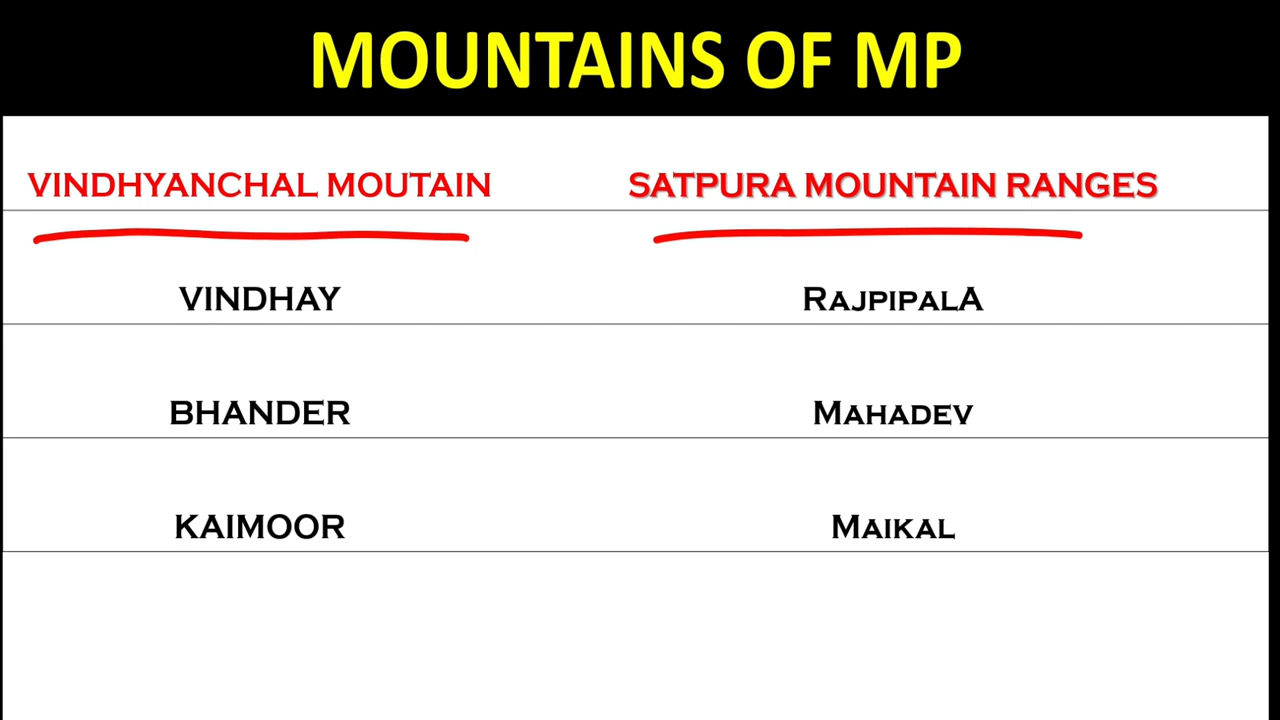 MOUNTAINS OF MP
VINDHYANCHAL MOUTAIN SATPURA MOUNTAIN RANGES
VINDHAY RAJPIPALA
BHANDER MAHADEV
KAIMOOR MAIKAL